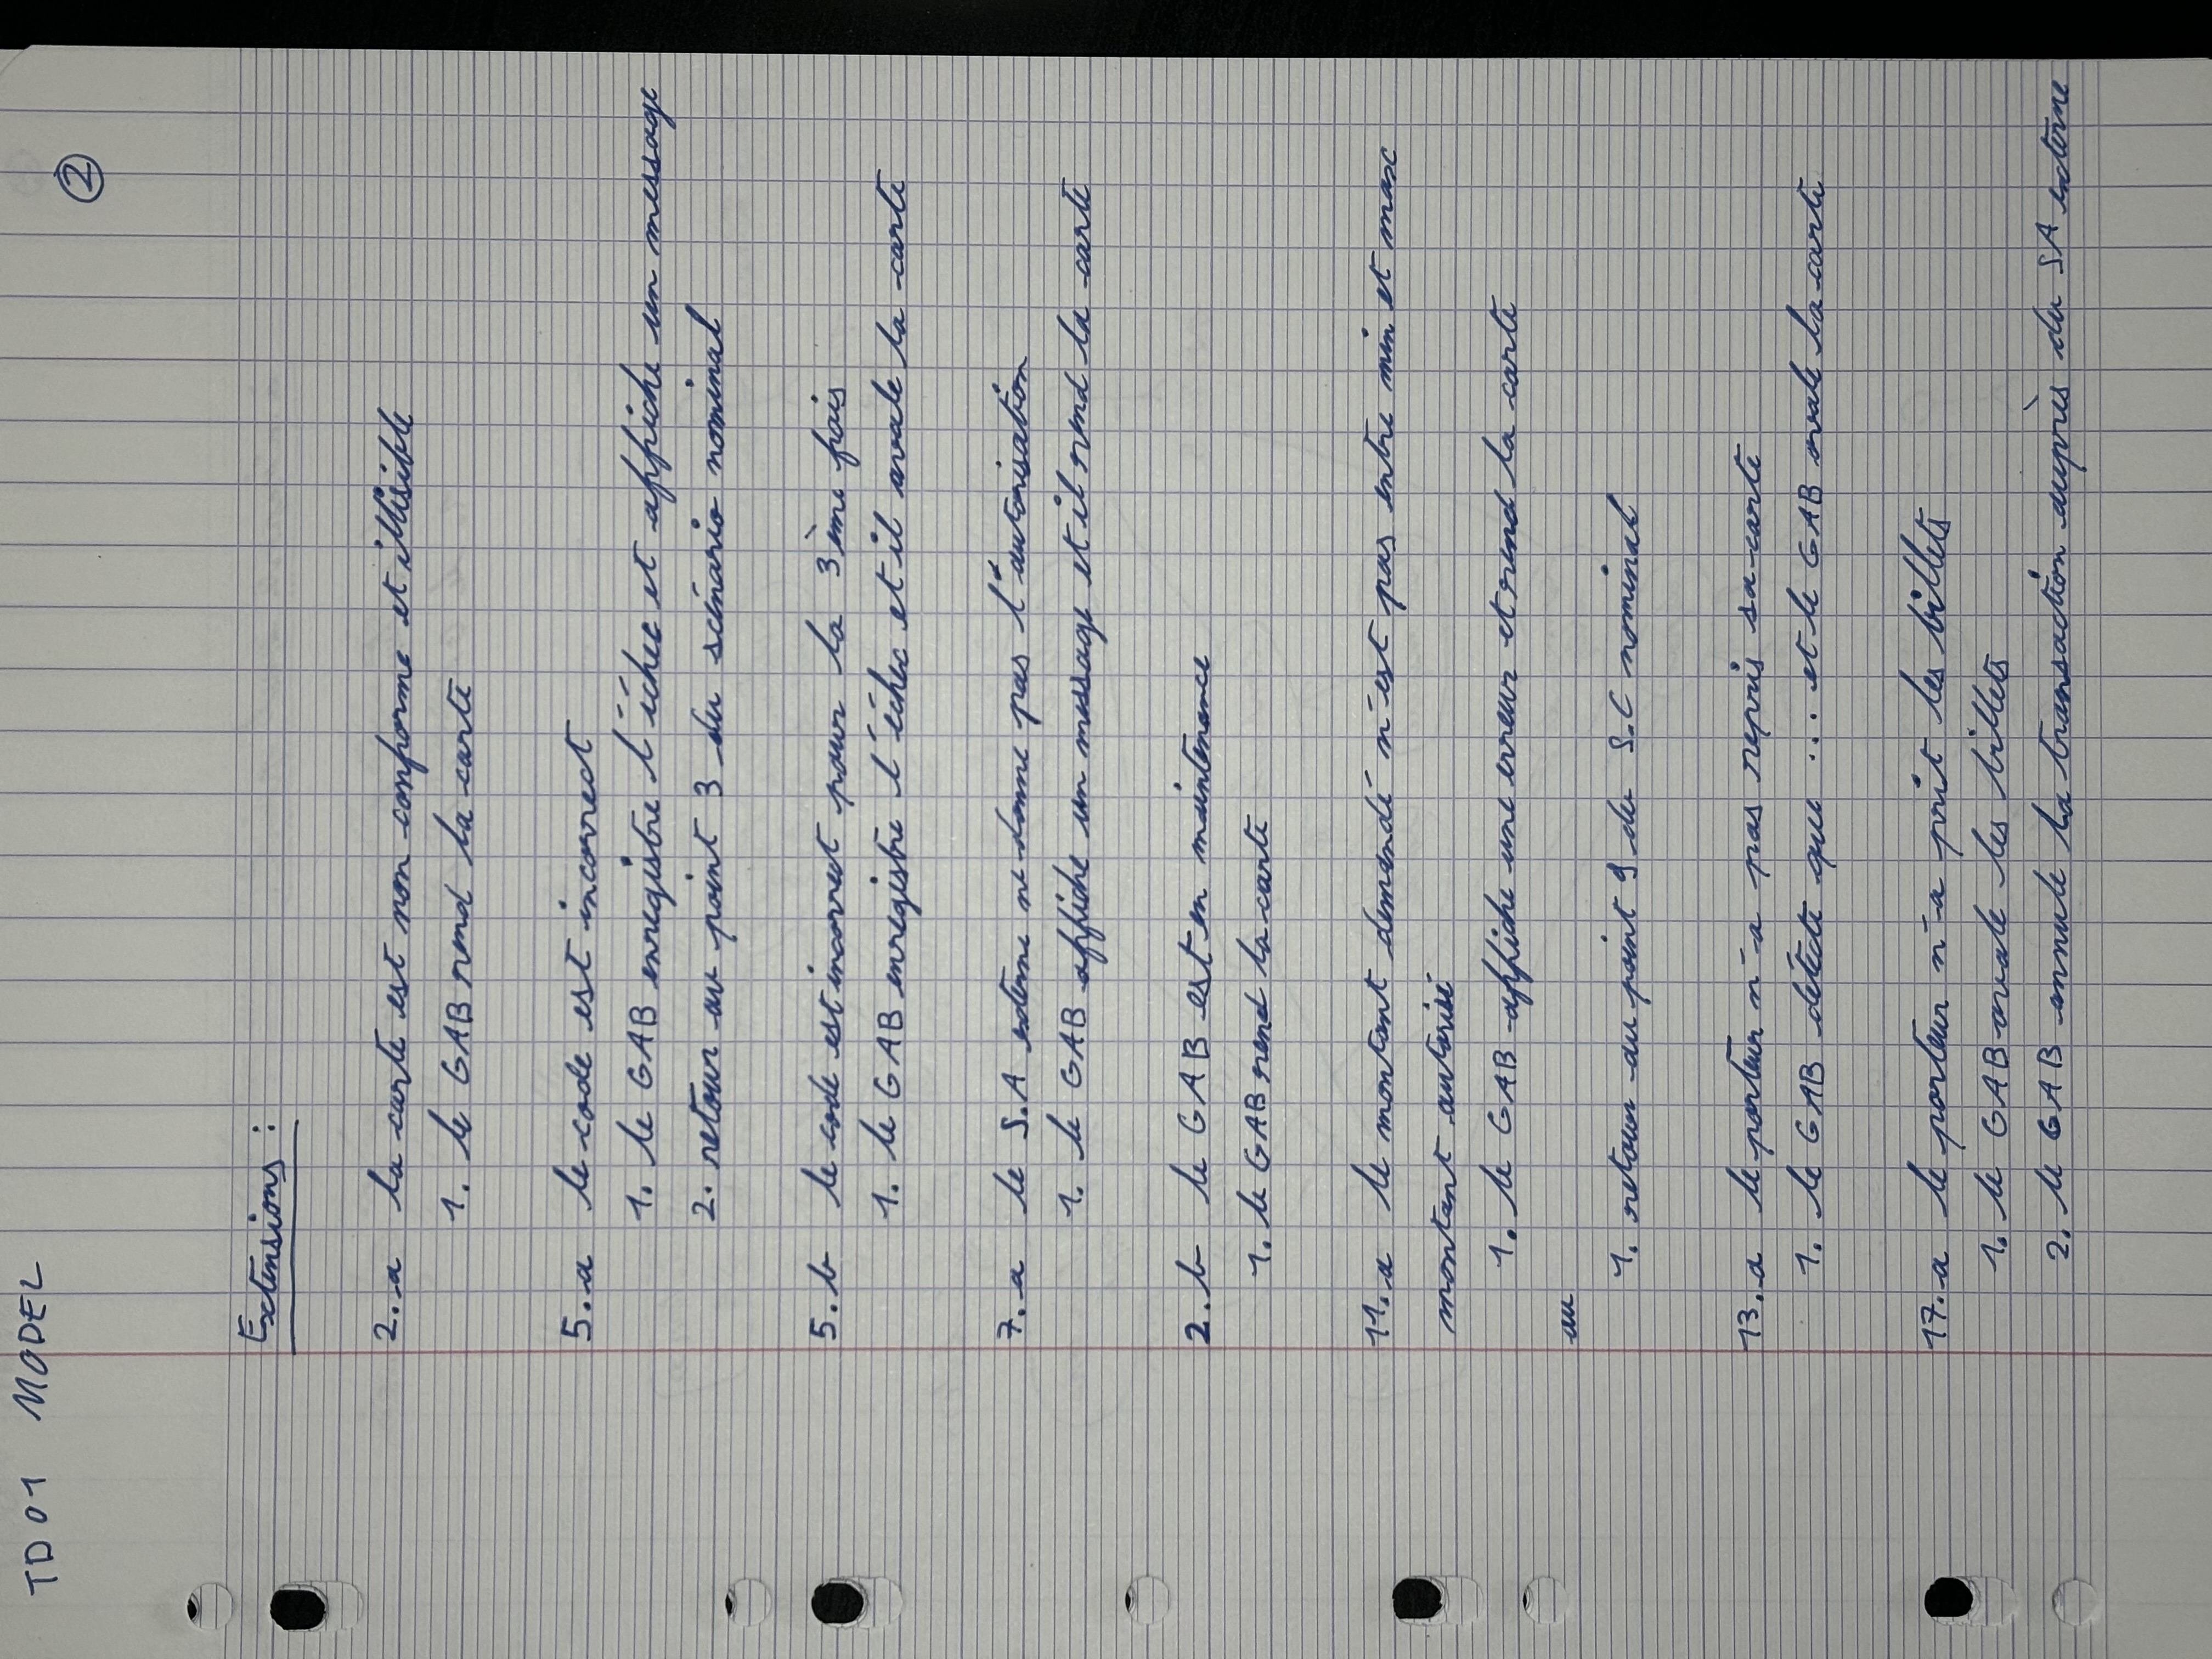 TD 01 MODEL
2
Extensions :
2. a la carte est non conforme et illisible
1. le GAB rend la carte
5. a le code est incorrect
1. le GAB enregistre l'échec et affiche un message
2. retour au point 3 du scénario nominal
5. b le code est incorrect pour la 3ème fois
1. le GAB enregistre l'échec et il avale la carte
7. a le S.A externe ne donne pas l'autorisation
1. le GAB affiche un message et il rend la carte
2. b le GAB est en maintenance
1. le GAB rend la carte
11. a le montant demandé n'est pas entre min et max
montant autorisé
1. le GAB affiche une erreur et rend la carte
ou
1. retour au point 9 du S.C nominal
13. a le porteur n'a pas repris sa carte
1. le GAB détecte que ... et le GAB avale la carte
17. a le porteur n'a prit les billets
1. le GAB avale les billets
2. le GAB annule la transaction auprès du SA externe